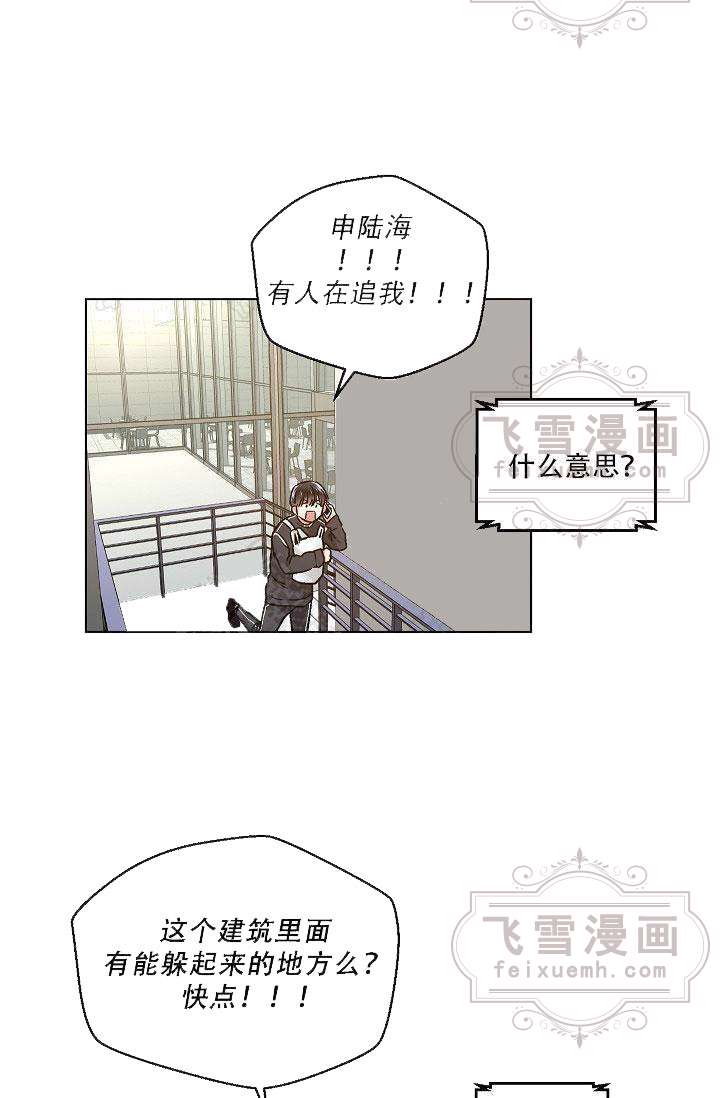 申陆海
！！！
有人在追我！！！
飞雪漫画
什么意思?
feixuemh.com
这个建筑里面
有能躲起来的地方么?
快点！！！
飞雪漫画
feixuemh.com